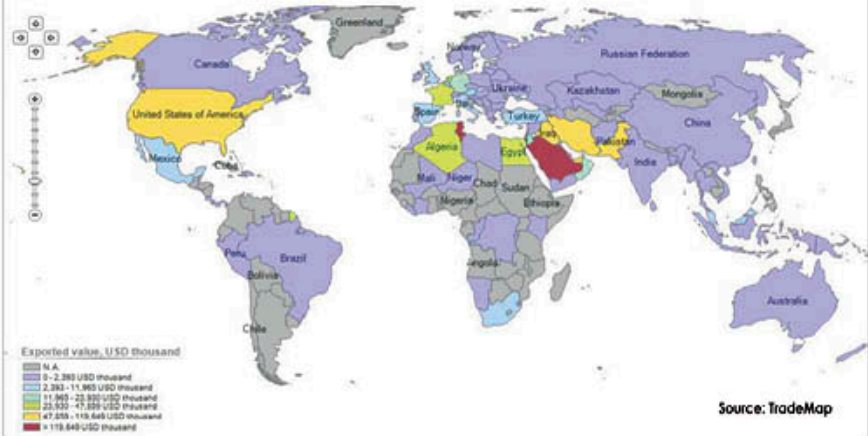 Greenland
Norway
Russian Federation
Canada
Ukraine
Kazakhstan
Mongolia
Spain
Turkey
United States of America
China
Iraq
Algeria
Egypt
Pakistan
Mexico
Cuba
India
Mali
Niger
Chad
Sudan
Nigeria
Ethiopia
Peru
Brazil
Angola
Bolivia
Australia
Chile
Exported value, USD thousand
N.A.
0 - 2,393 USD thousand
2,393 - 11,965 USD thousand
11,965 - 23,930 USD thousand
23,930 - 47,859 USD thousand
47,859 - 119,649 USD thousand
> 119,649 USD thousand
Source: TradeMap